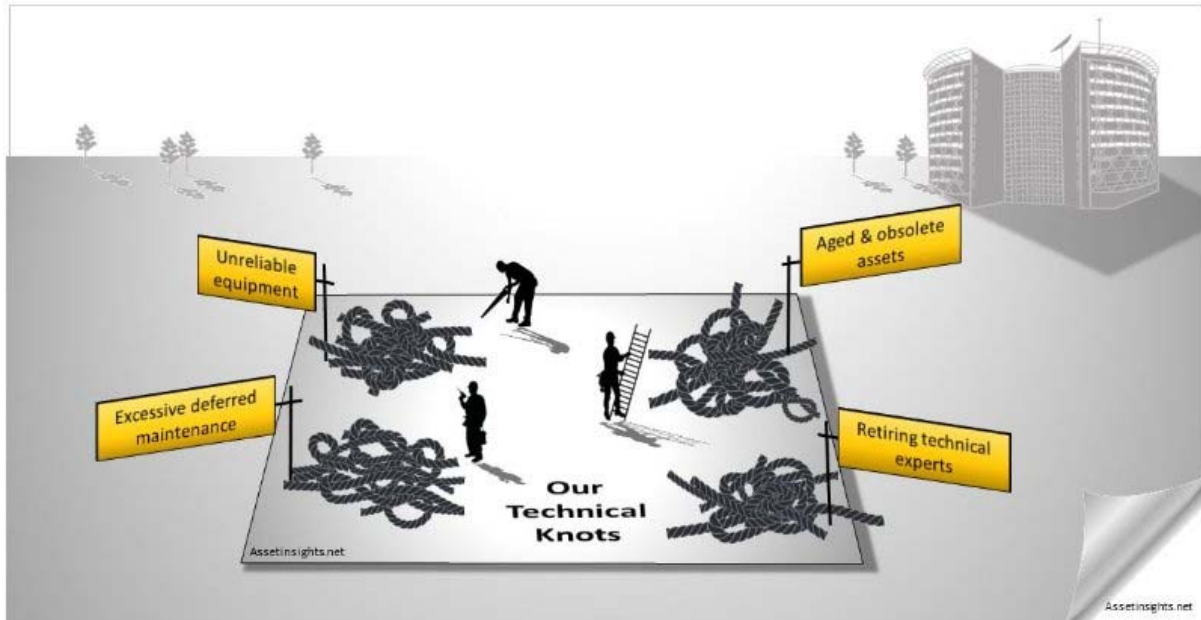 Unreliable
equipment
Aged & obsolete
assets
Excessive deferred
maintenance
Retiring technical
experts
Our
Technical
Knots
Assetinsights.net
Assetinsights.net